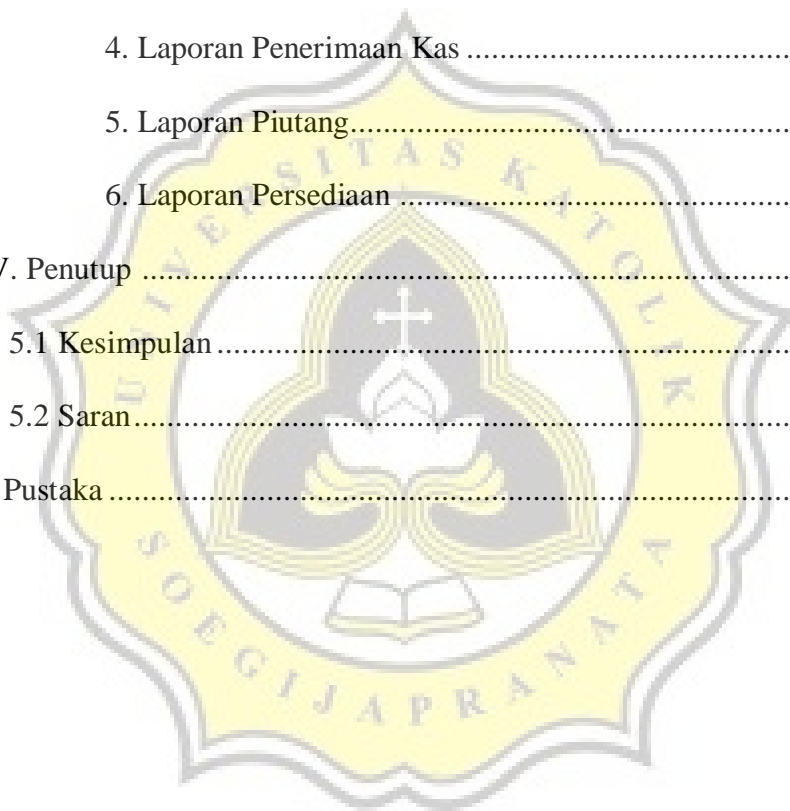 4. Laporan Penerimaan Kas .......................................
5. Laporan Piutang.....................................................
6. Laporan Persediaan ...............................................
V. Penutup ..............................................................................
5.1 Kesimpulan .....................................................................
5.2 Saran...............................................................................
Pustaka ..................................................................................
UNIVERSITAS KATOLIK
SOEGIJAPRANATA